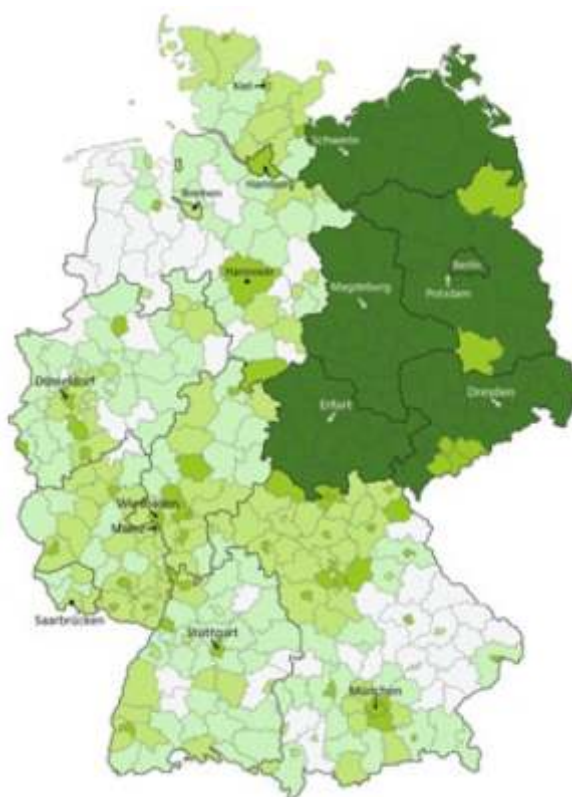 Kiel
Schwerin
Hamburg
Bremen
Berlin
Hannover
Potsdam
Magdeburg
Düsseldorf
Dresden
Erfurt
Wiesbaden
Mainz
Saarbrücken
Stuttgart
München